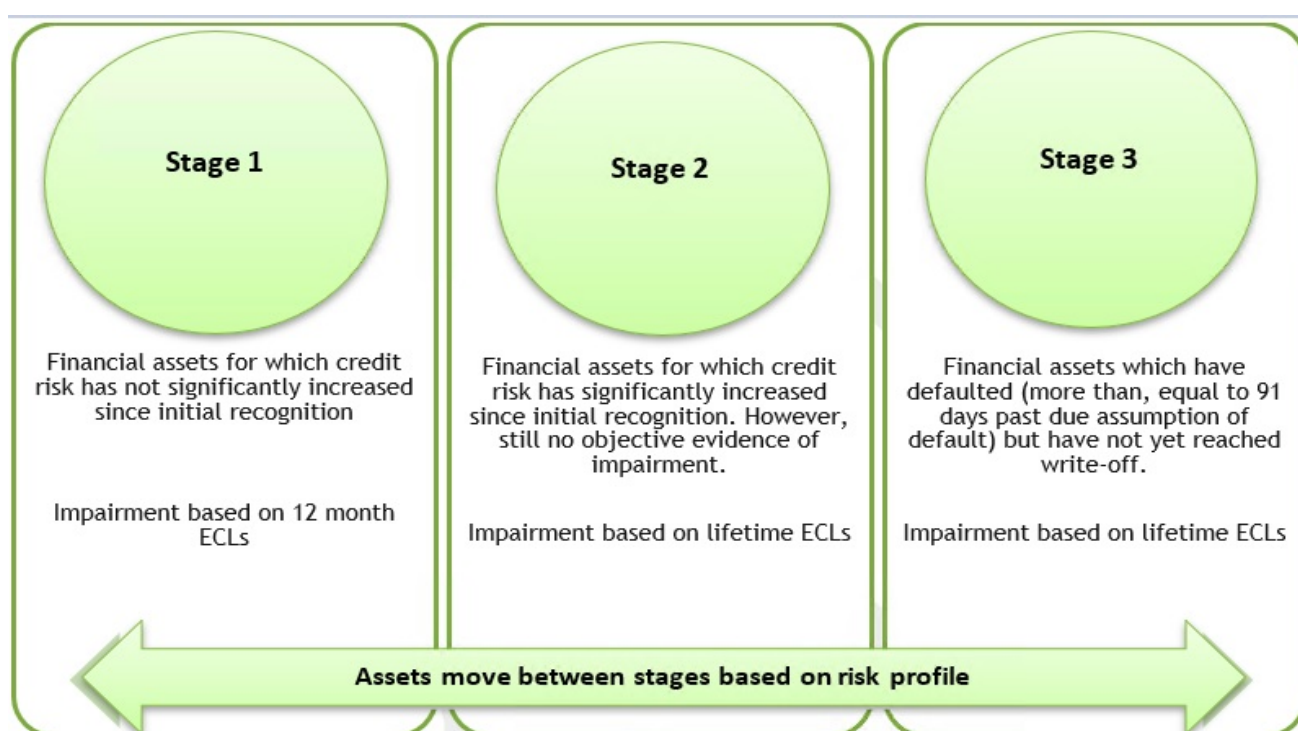 Stage 1
Financial assets for which credit
risk has not significantly increased
since initial recognition
Impairment based on 12 month
ECLs
Stage 2
Financial assets for which credit
risk has significantly increased
since initial recognition. However,
still no objective evidence of
impairment.
Impairment based on lifetime ECLs
Stage 3
Financial assets which have
defaulted (more than, equal to 91
days past due assumption of
default) but have not yet reached
write-off.
Impairment based on lifetime ECLs
Assets move between stages based on risk profile